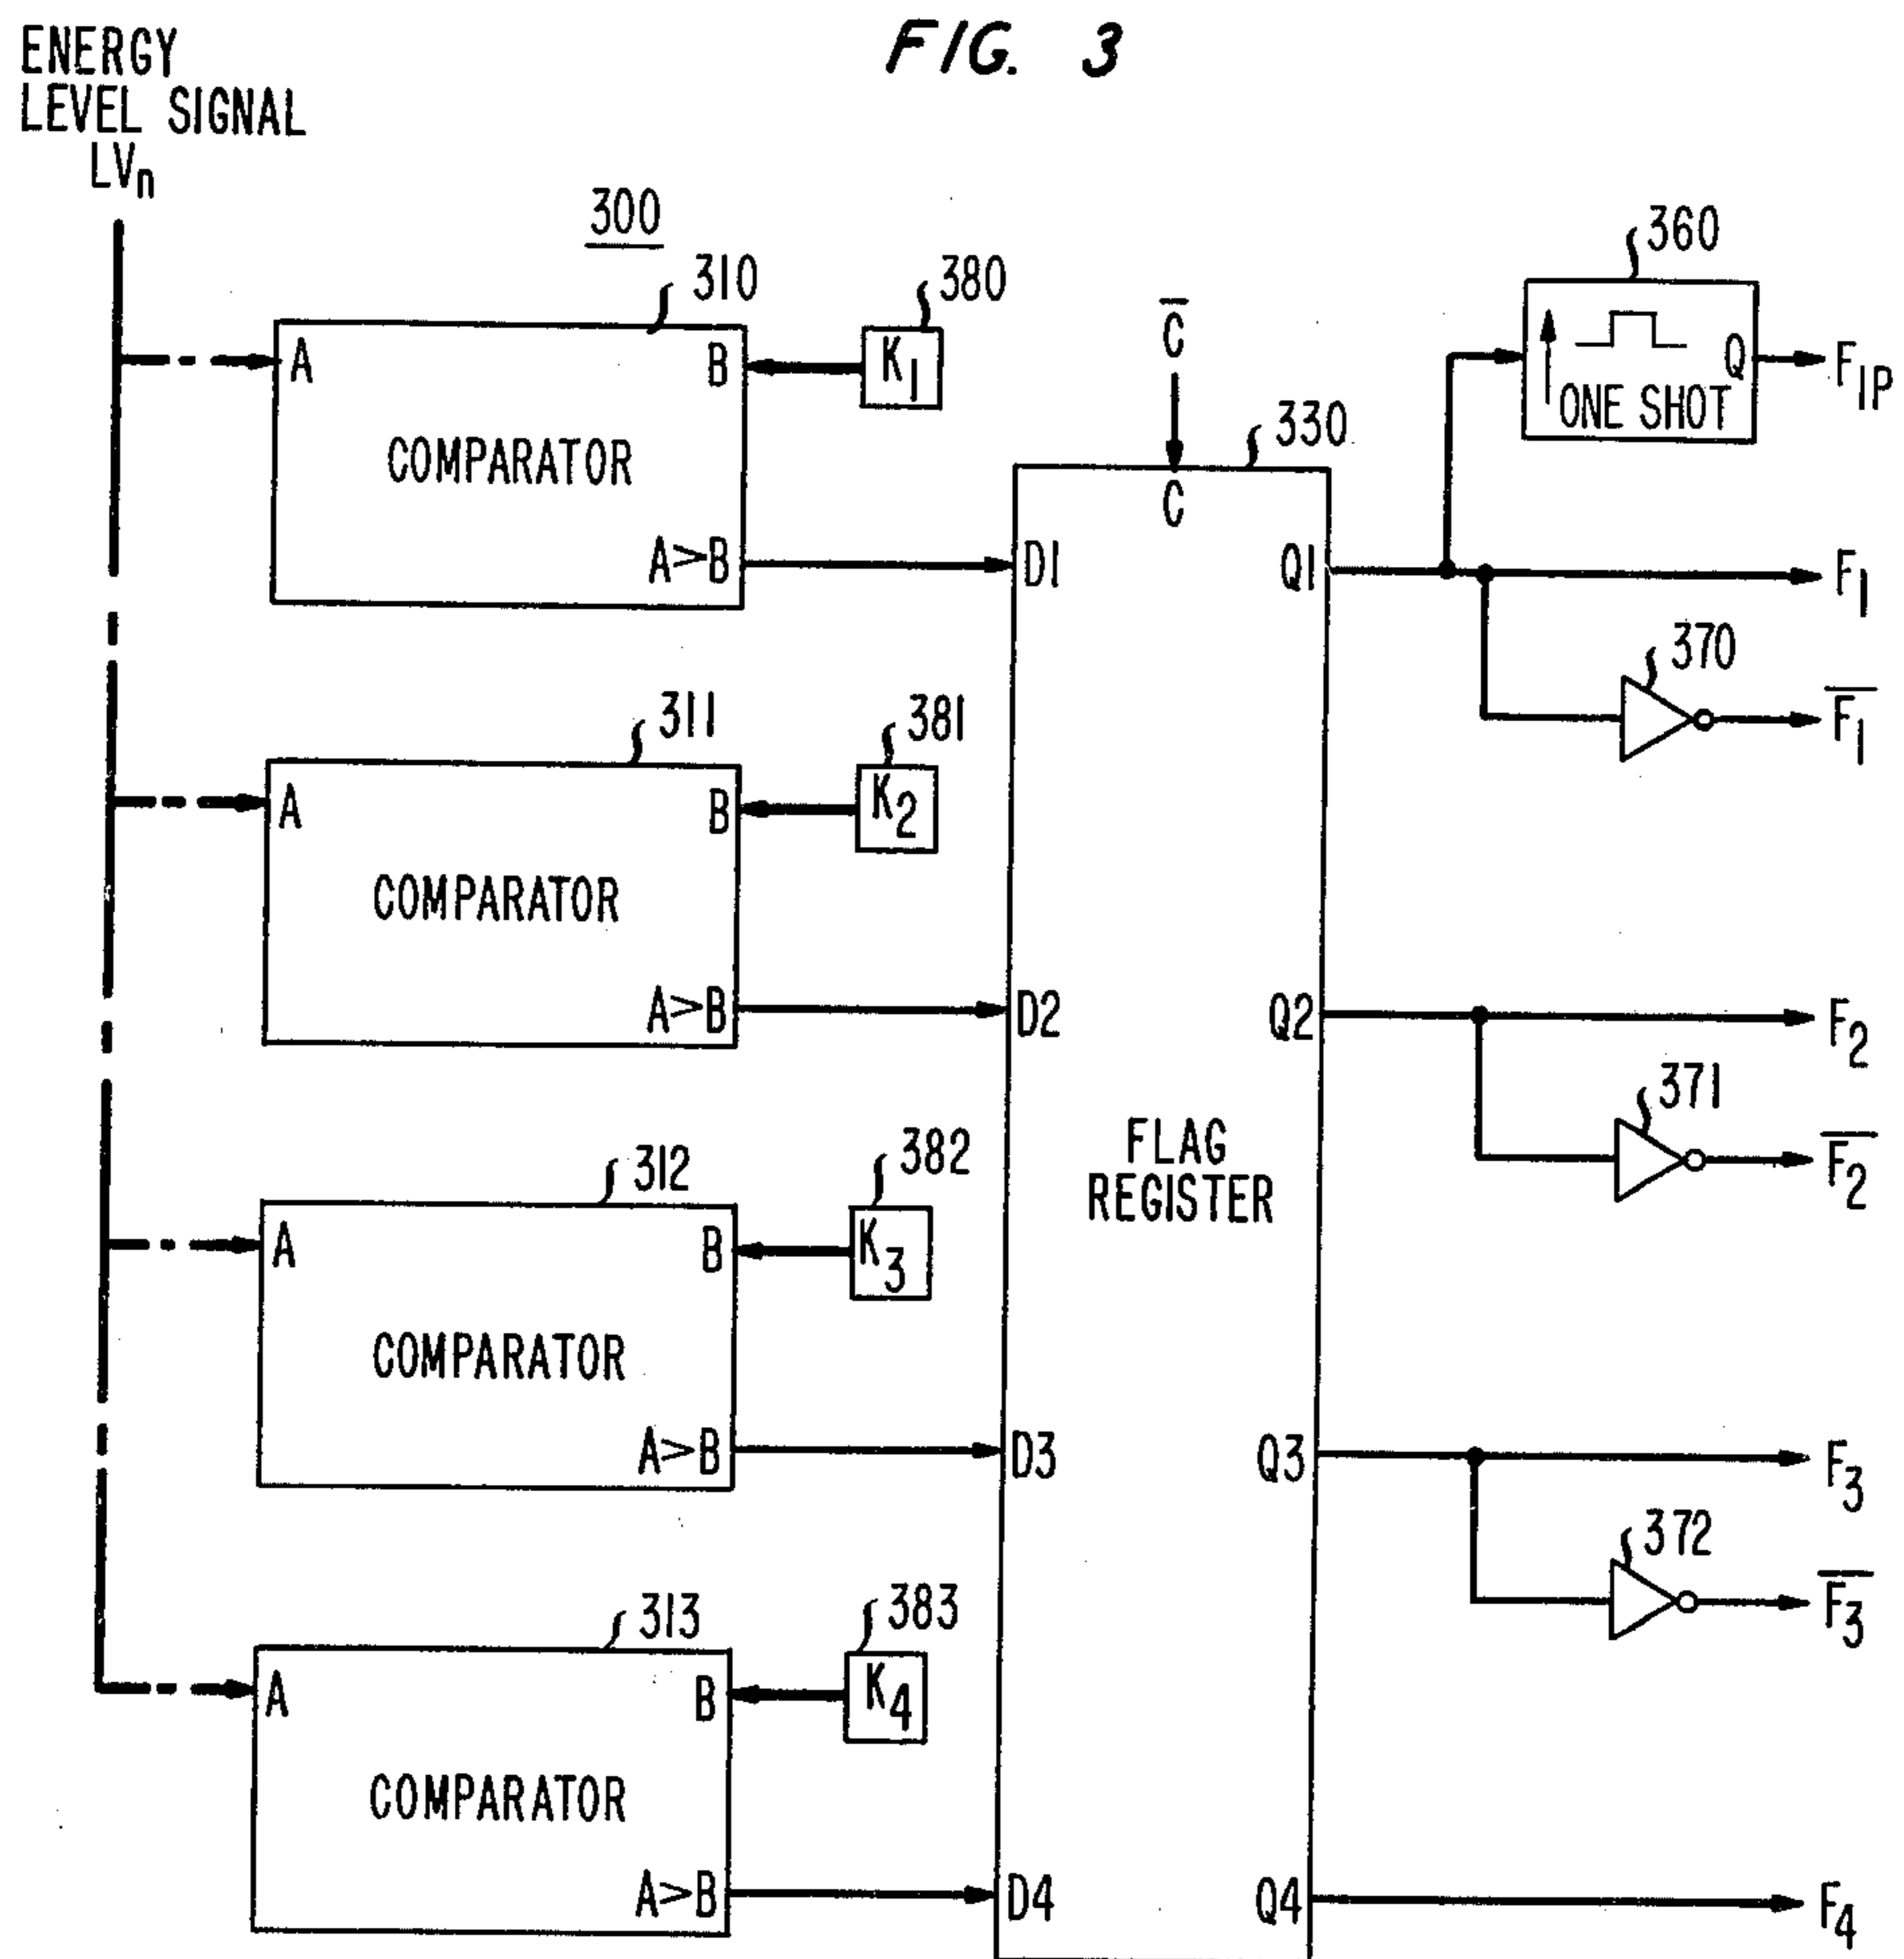 FIG. 3
ENERGY
LEVEL SIGNAL
LVn
300
310
380
A
B
K1
COMPARATOR
A>B
311
381
A
B
K2
COMPARATOR
A>B
312
382
A
B
K3
COMPARATOR
A>B
313
383
A
B
K4
COMPARATOR
A>B
C̅
330
C
D1
Q1
D2
Q2
FLAG
REGISTER
D3
Q3
D4
Q4
360
ONE SHOT
Q
F1P
F1
370
F̅1
F2
371
F̅2
F3
372
F̅3
F4